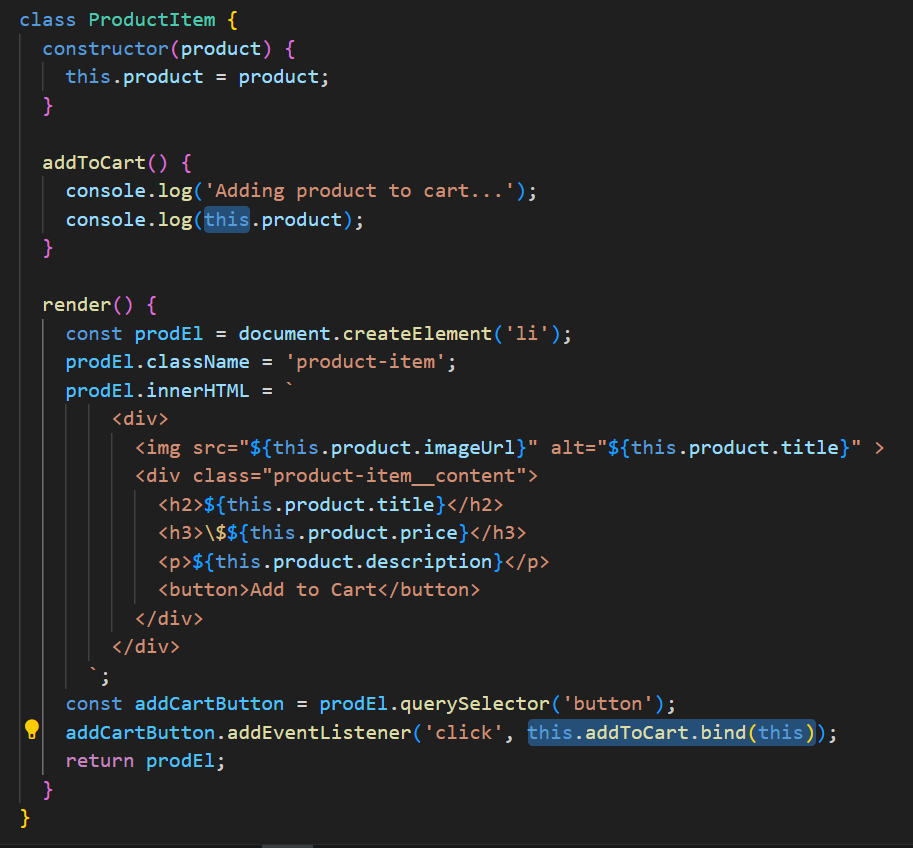 class ProductItem {
  constructor(product) {
    this.product = product;
  }

  addToCart() {
    console.log('Adding product to cart...');
    console.log(this.product);
  }

  render() {
    const prodEl = document.createElement('li');
    prodEl.className = 'product-item';
    prodEl.innerHTML = `
        <div>
          <img src="${this.product.imageUrl}" alt="${this.product.title}" >
          <div class="product-item__content">
            <h2>${this.product.title}</h2>
            <h3>\$${this.product.price}</h3>
            <p>${this.product.description}</p>
            <button>Add to Cart</button>
          </div>
        </div>
      `;
    const addCartButton = prodEl.querySelector('button');
    addCartButton.addEventListener('click', this.addToCart.bind(this));
    return prodEl;
  }
}